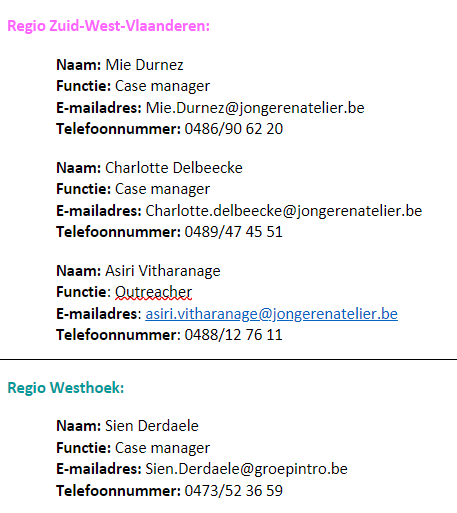 Regio Zuid-West-Vlaanderen:
Naam: Mie Durnez
Functie: Case manager
E-mailadres: Mie.Durnez@jongerenatelier.be
Telefoonnummer: 0486/90 62 20
Naam: Charlotte Delbeecke
Functie: Case manager
E-mailadres: Charlotte.delbeecke@jongerenatelier.be
Telefoonnummer: 0489/47 45 51
Naam: Asiri Vitharanage
Functie: Outreacher
E-mailadres: asiri.vitharanage@jongerenatelier.be
Telefoonnummer: 0488/12 76 11
Regio Westhoek:
Naam: Sien Derdaele
Functie: Case manager
E-mailadres: Sien.Derdaele@groepintro.be
Telefoonnummer: 0473/52 36 59